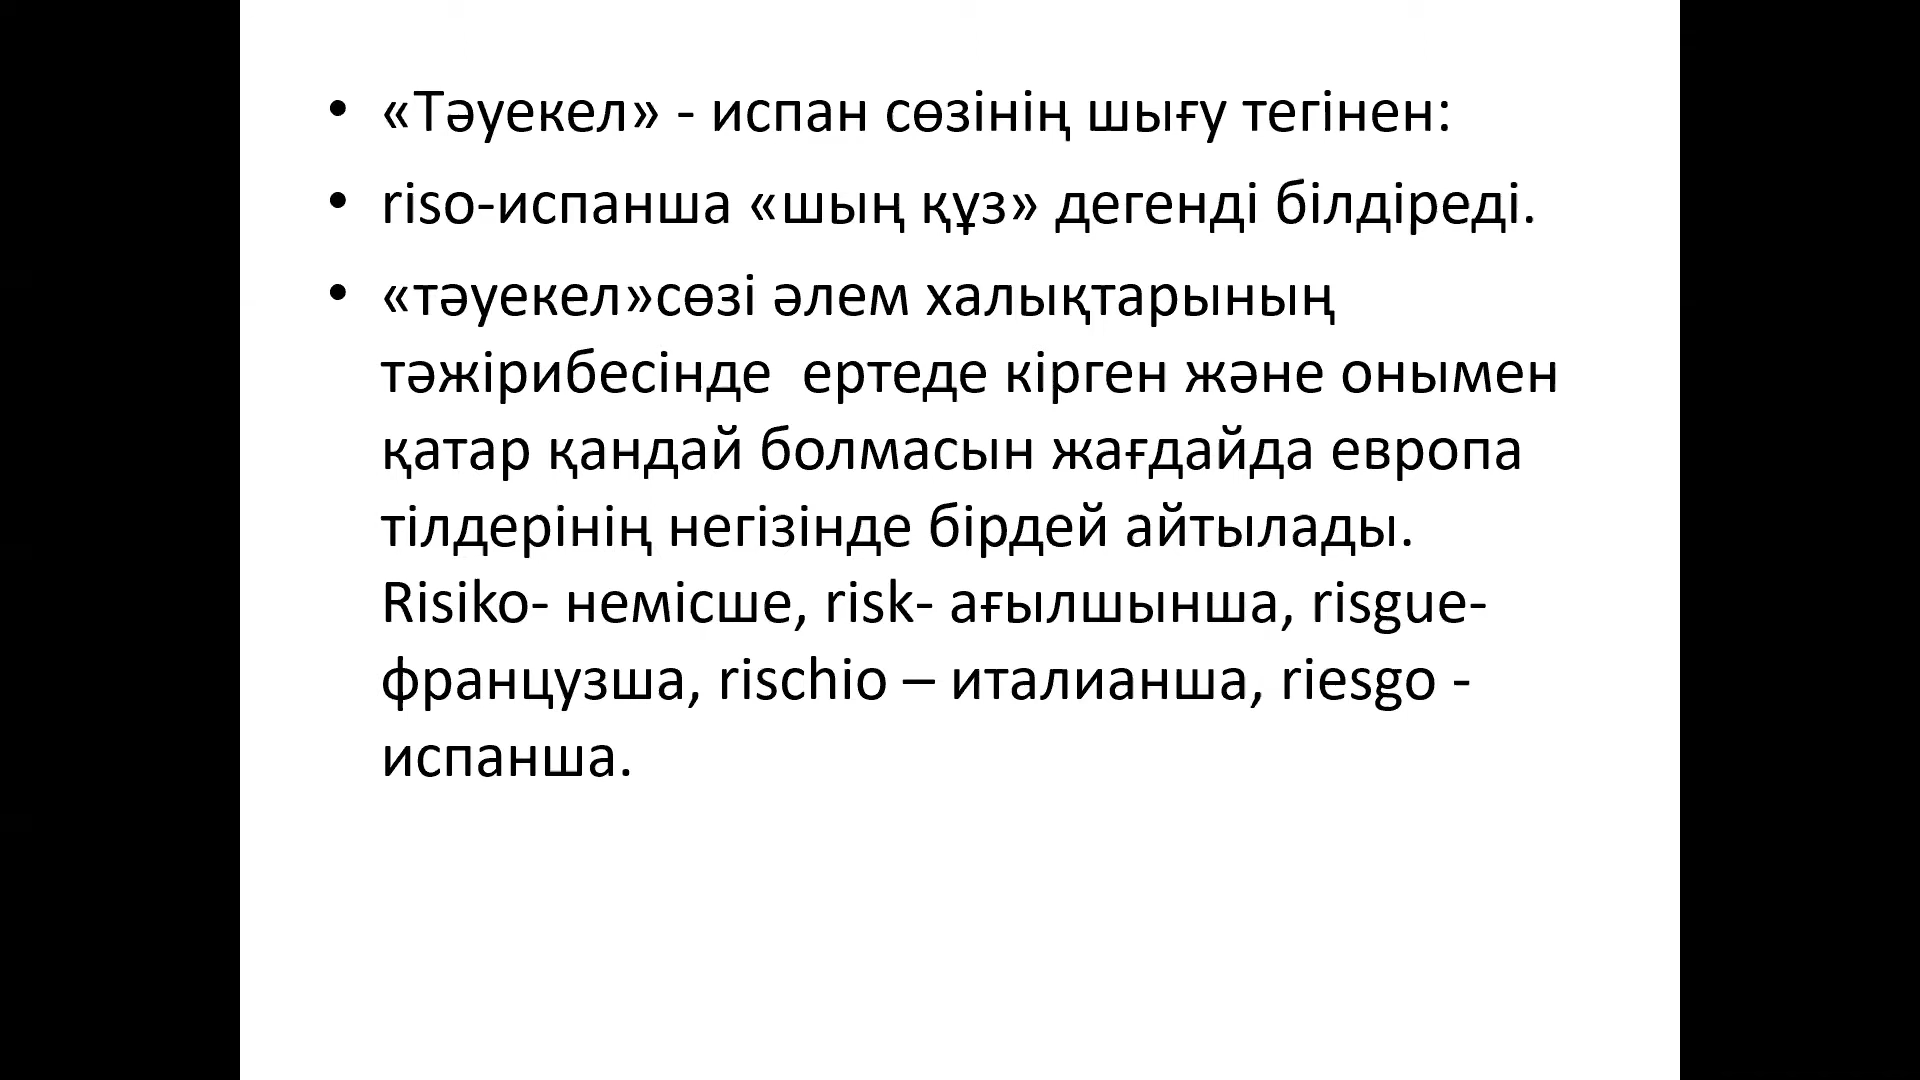 • «Тәуекел» - испан сөзінің шығу тегінен:
• riso-испанша «шың құз» дегенді білдіреді.
• «тәуекел»сөзі әлем халықтарының
тәжірибесінде  ертеде кірген және онымен
қатар қандай болмасын жағдайда европа
тілдерінің негізінде бірдей айтылады.
Risiko- немісше, risk- ағылшынша, risgue-
французша, rischio – италианша, riesgo -
испанша.